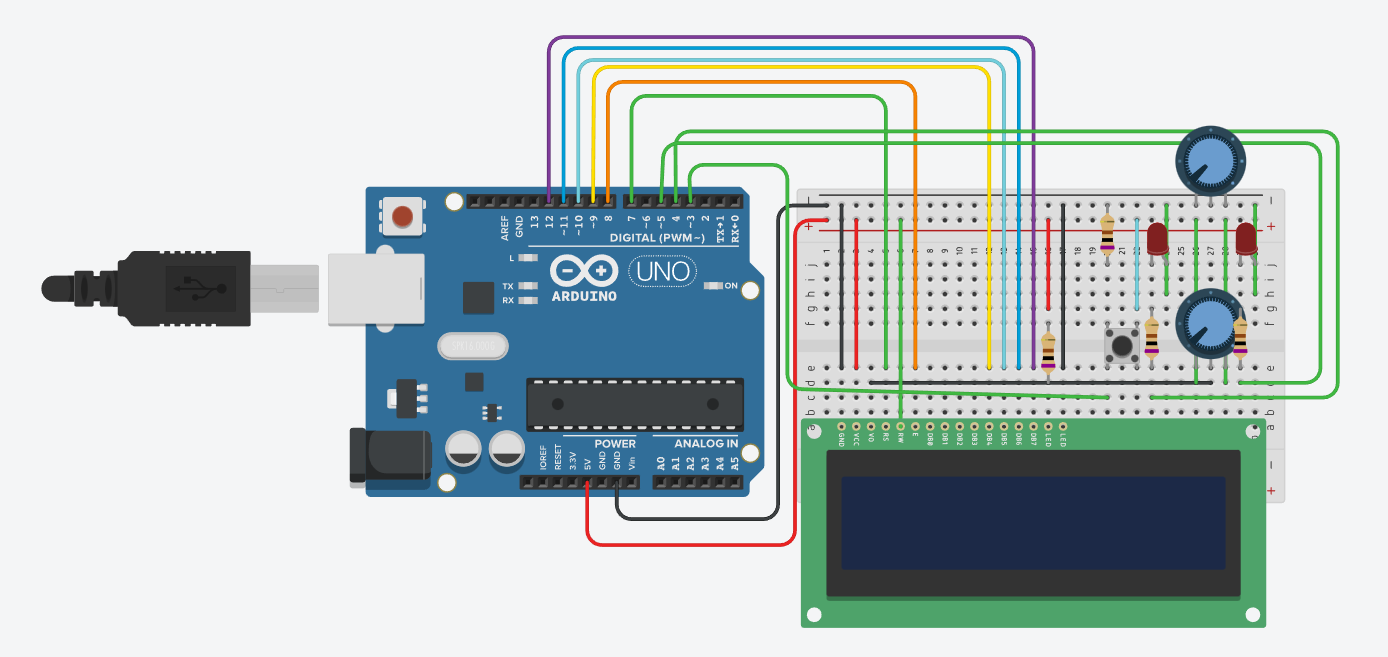 AREF
GND
13
12
~11
~10
~9
8
7
~6
~5
4
~3
2
TX→1
RX←0
DIGITAL (PWM~)
L
TX
RX
ARDUINO
UNO
ON
POWER
ANALOG IN
IOREF
RESET
3.3V
5V
GND
GND
Vin
A0
A1
A2
A3
A4
A5
− −
+ +
j j
i i
h h
g g
f f
e e
d d
c c
b b
a a
GND
VCC
VO
RS
RW
E
DB0
DB1
DB2
DB3
DB4
DB5
DB6
DB7
LED
LED
−
+